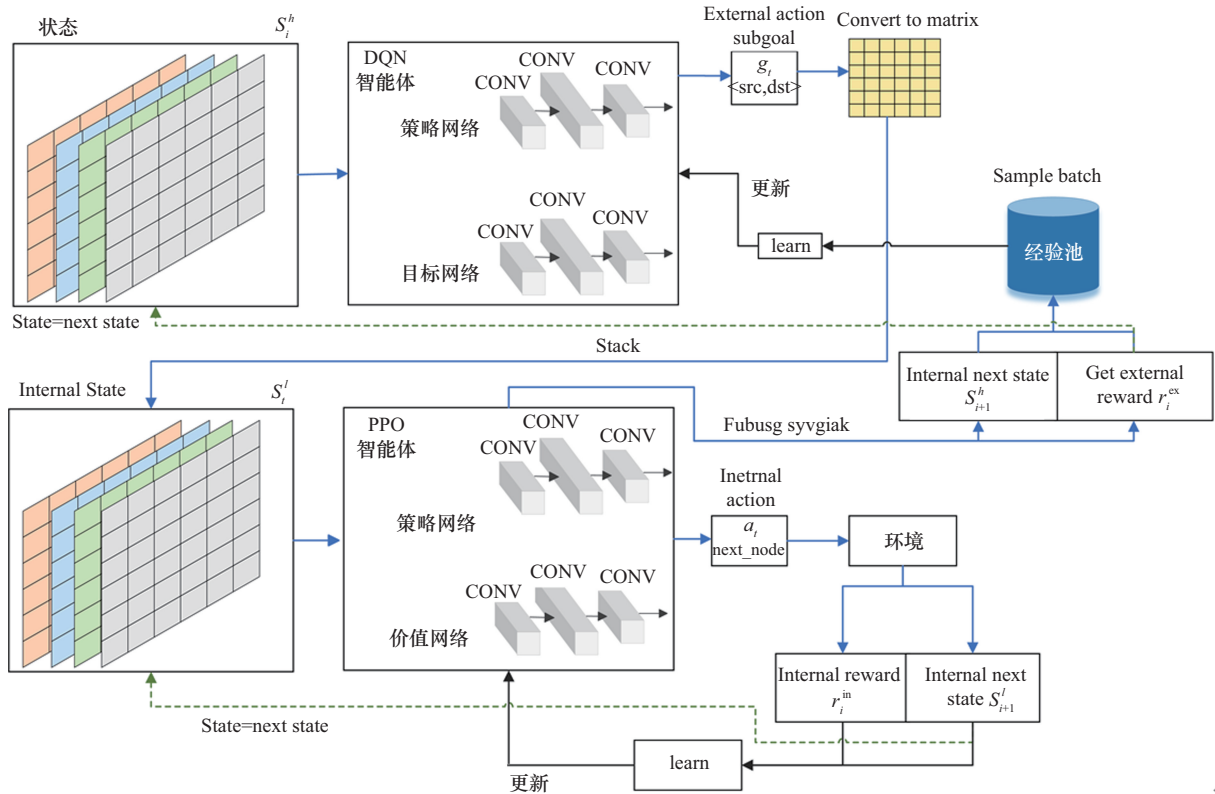 状态
S_i^h
DQN
智能体
CONV
CONV
CONV
策略网络
CONV
CONV
CONV
目标网络
External action
subgoal
g_t
<src,dst>
Convert to matrix
更新
learn
Sample batch
经验池
State=next state
Stack
Internal next state
S_{i+1}^h
Get external
reward r_i^{ex}
Internal State
S_t^l
PPO
智能体
CONV
CONV
CONV
策略网络
CONV
CONV
CONV
价值网络
Fubusg syvgiak
Inetrnal
action
a_t
next_node
环境
Internal reward
r_i^{in}
Internal next
state S_{i+1}^l
State=next state
更新
learn